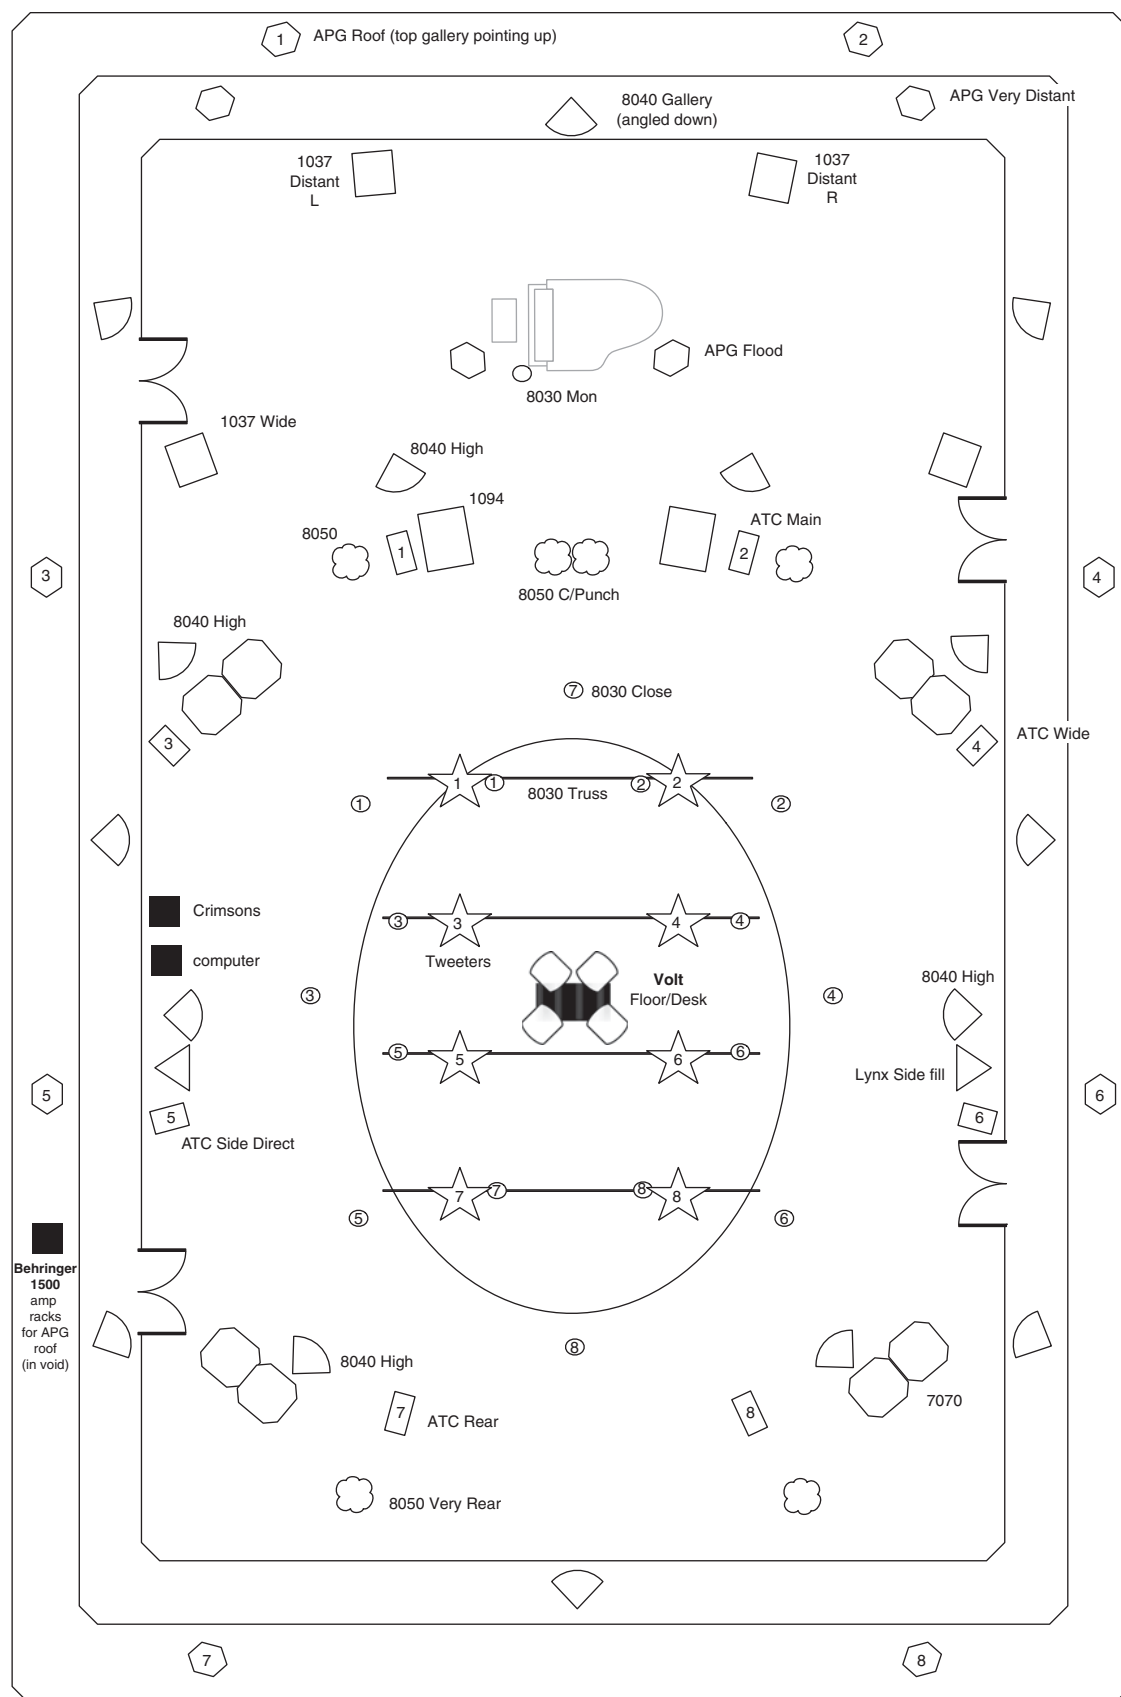 1
APG Roof (top gallery pointing up)
2
8040 Gallery
(angled down)
APG Very Distant
1037
Distant
L
1037
Distant
R
APG Flood
8030 Mon
1037 Wide
8040 High
1094
8050
1
ATC Main
2
8050 C/Punch
3
4
8040 High
7 8030 Close
3
4
ATC Wide
1
1
1
8030 Truss
2
2
2
Crimsons
3
3
4
4
Tweeters
computer
Volt
Floor/Desk
8040 High
3
4
5
5
6
6
Lynx Side fill
5
6
5
ATC Side Direct
6
7
7
8
8
5
6
Behringer
1500
amp
racks
for APG
roof
(in void)
8
8040 High
7
ATC Rear
8
7070
8050 Very Rear
7
8